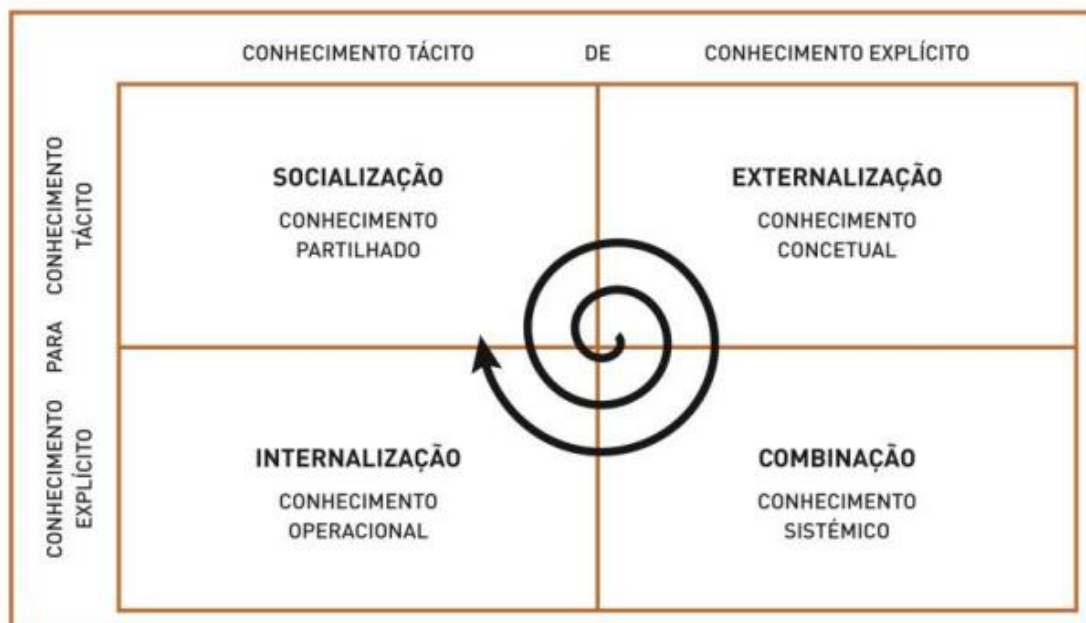 CONHECIMENTO TÁCITO DE CONHECIMENTO EXPLÍCITO
CONHECIMENTO
TÁCITO
PARA
CONHECIMENTO
EXPLÍCITO
SOCIALIZAÇÃO
CONHECIMENTO
PARTILHADO
EXTERNALIZAÇÃO
CONHECIMENTO
CONCETUAL
INTERNALIZAÇÃO
CONHECIMENTO
OPERACIONAL
COMBINAÇÃO
CONHECIMENTO
SISTÉMICO